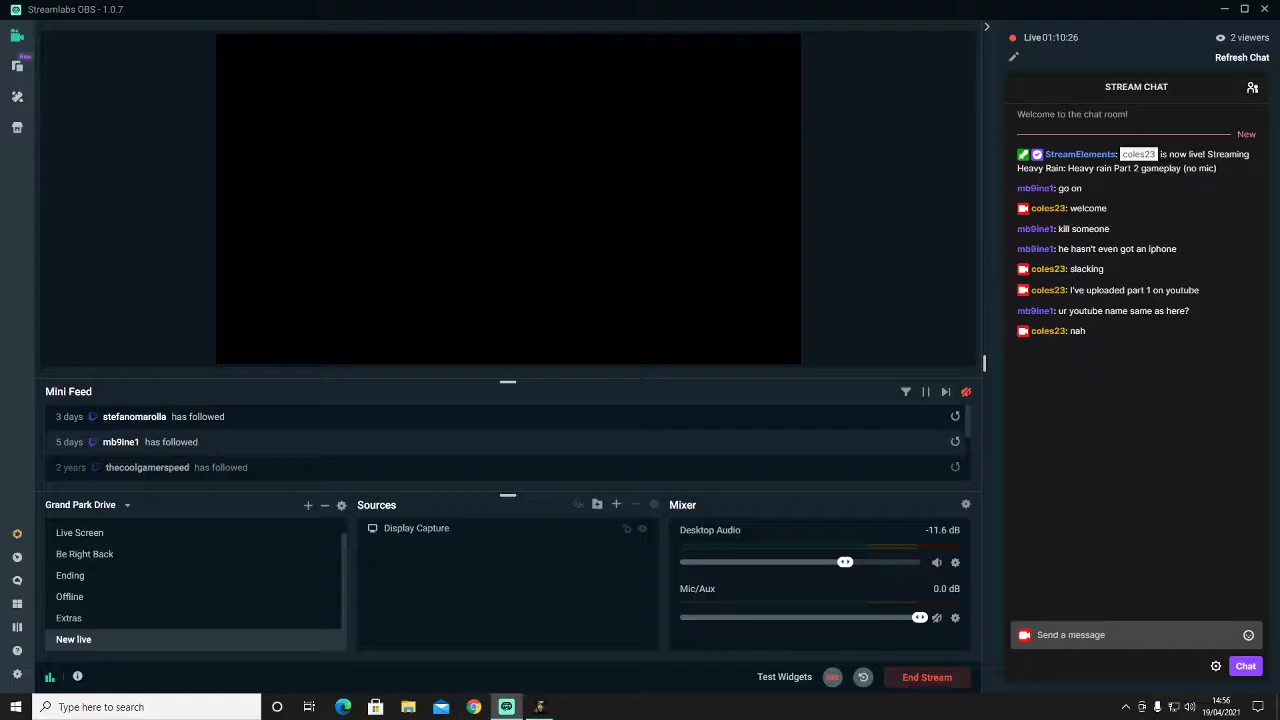 Streamlabs OBS - 1.0.7
New
Live 01:10:26
2 viewers
Refresh Chat
STREAM CHAT
Welcome to the chat room!
New
StreamElements: coles23 is now live! Streaming
Heavy Rain: Heavy rain Part 2 gameplay (no mic)
mb9ine1: go on
coles23: welcome
mb9ine1: kill someone
mb9ine1: he hasn't even got an iphone
coles23: slacking
coles23: I've uploaded part 1 on youtube
mb9ine1: ur youtube name same as here?
coles23: nah
Mini Feed
3 days stefanomarolla has followed
5 days mb9ine1 has followed
2 years thecoolgamerspeed has followed
Grand Park Drive
Live Screen
Be Right Back
Ending
Offline
Extras
New live
Sources
Display Capture
Mixer
Desktop Audio -11.6 dB
Mic/Aux 0.0 dB
Send a message
Chat
Test Widgets REC End Stream
Type here to search
14:56
19/04/2021